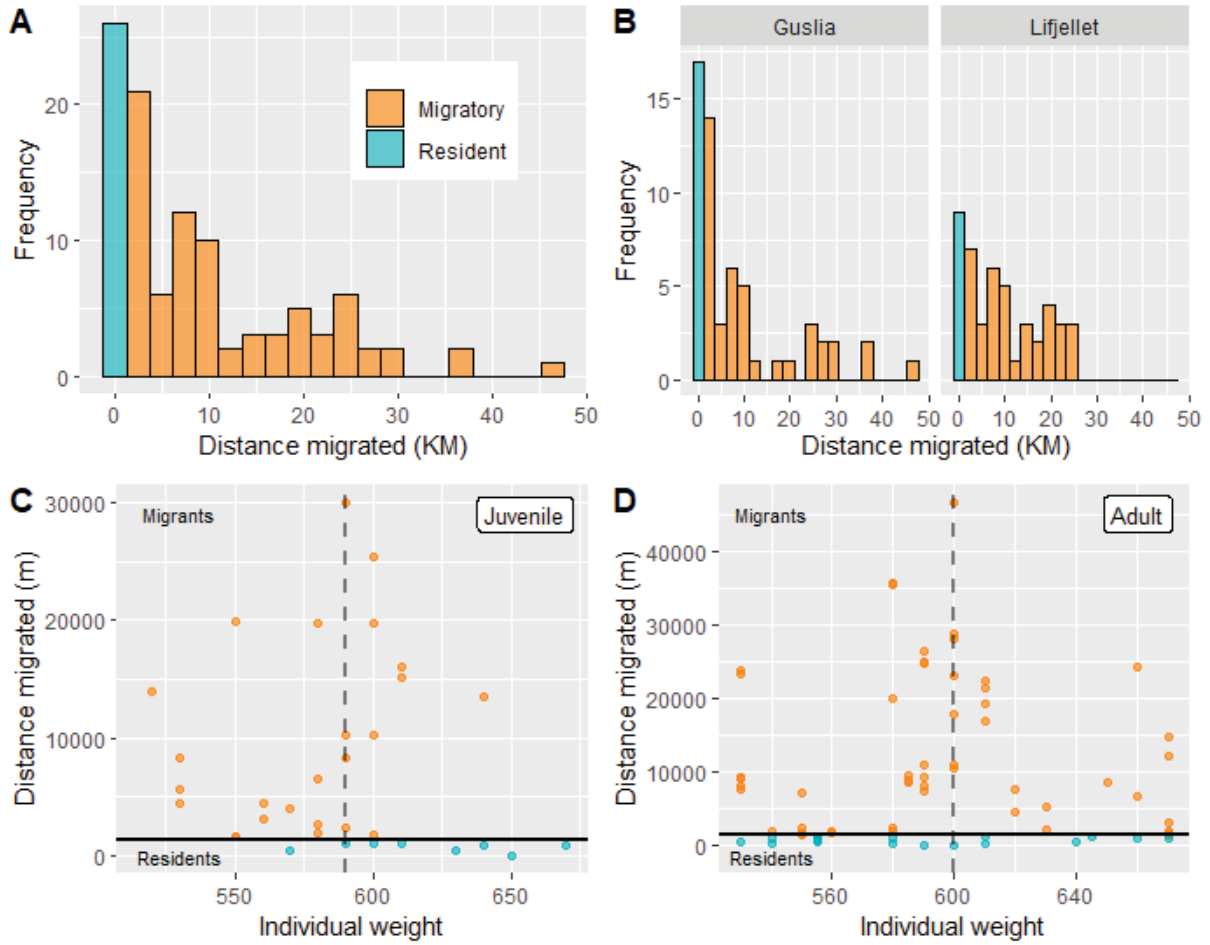 A
Frequency
20
10
0
Migratory
Resident
0 10 20 30 40 50
Distance migrated (KM)
B
Guslia Lifjellet
Frequency
15
10
5
0
0 10 20 30 40 50 0 10 20 30 40 50
Distance migrated (KM)
C
Distance migrated (m)
30000
20000
10000
0
Migrants
Juvenile
Residents
550 600 650
Individual weight
D
Distance migrated (m)
40000
30000
20000
10000
0
Migrants
Adult
Residents
560 600 640
Individual weight